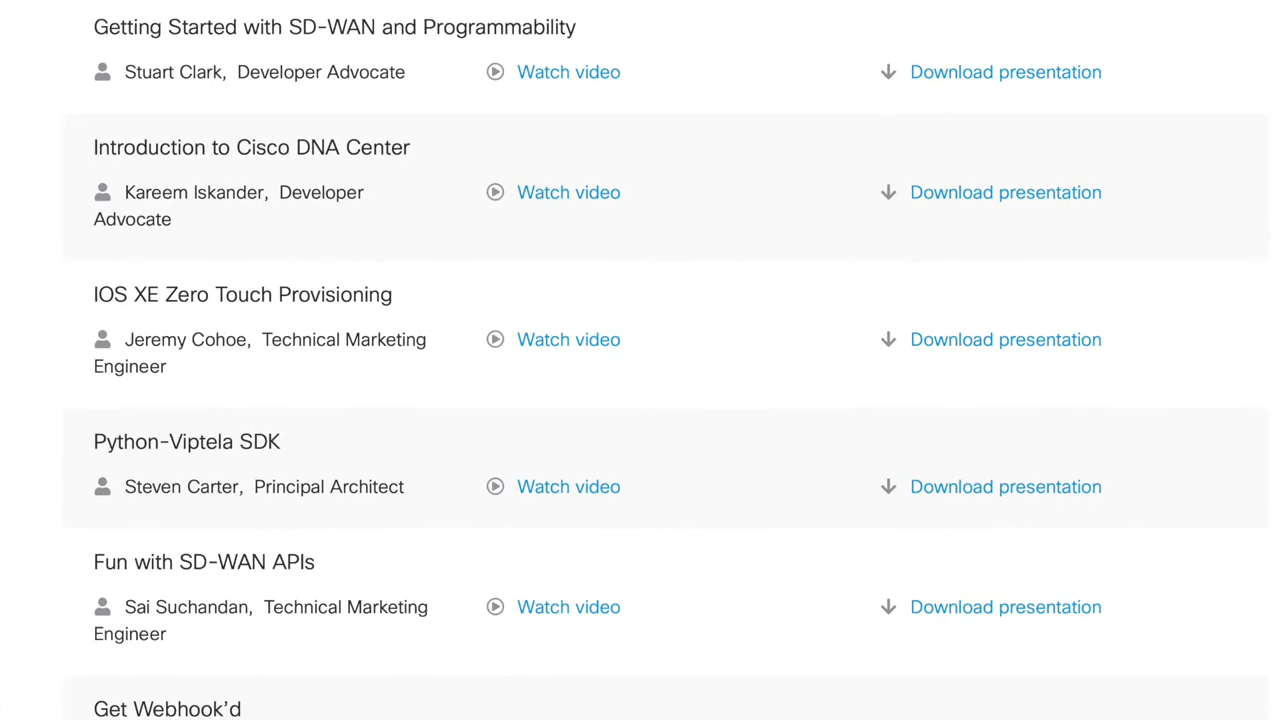 Getting Started with SD-WAN and Programmability
Stuart Clark, Developer Advocate Watch video Download presentation
Introduction to Cisco DNA Center
Kareem Iskander, Developer Watch video Download presentation
Advocate
IOS XE Zero Touch Provisioning
Jeremy Cohoe, Technical Marketing Watch video Download presentation
Engineer
Python-Viptela SDK
Steven Carter, Principal Architect Watch video Download presentation
Fun with SD-WAN APIs
Sai Suchandan, Technical Marketing Watch video Download presentation
Engineer
Get Webhook’d